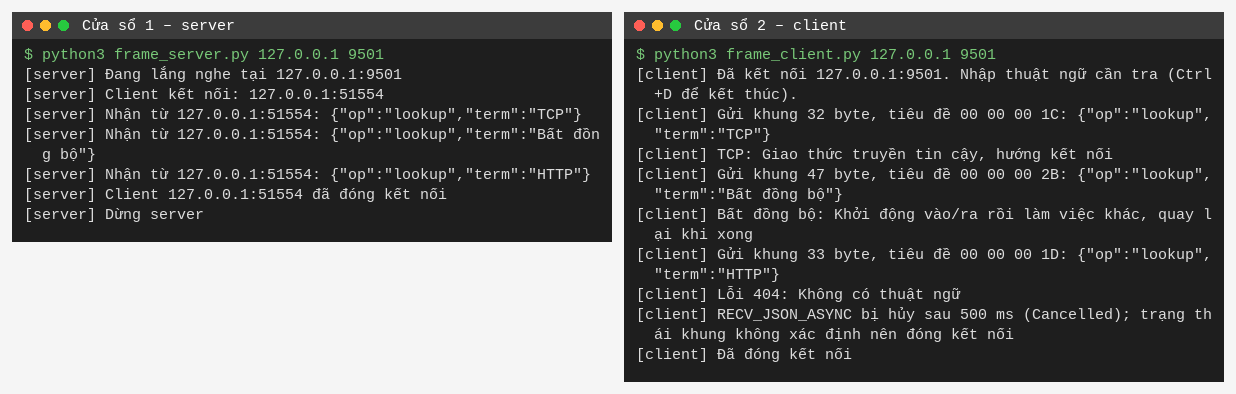 Cửa sổ 1 – server
$ python3 frame_server.py 127.0.0.1 9501
[server] Đang lắng nghe tại 127.0.0.1:9501
[server] Client kết nối: 127.0.0.1:51554
[server] Nhận từ 127.0.0.1:51554: {"op":"lookup","term":"TCP"}
[server] Nhận từ 127.0.0.1:51554: {"op":"lookup","term":"Bất đồn
g bộ"}
[server] Nhận từ 127.0.0.1:51554: {"op":"lookup","term":"HTTP"}
[server] Client 127.0.0.1:51554 đã đóng kết nối
[server] Dừng server
Cửa sổ 2 – client
$ python3 frame_client.py 127.0.0.1 9501
[client] Đã kết nối 127.0.0.1:9501. Nhập thuật ngữ cần tra (Ctrl
+D để kết thúc).
[client] Gửi khung 32 byte, tiêu đề 00 00 00 1C: {"op":"lookup",
"term":"TCP"}
[client] TCP: Giao thức truyền tin cậy, hướng kết nối
[client] Gửi khung 47 byte, tiêu đề 00 00 00 2B: {"op":"lookup",
"term":"Bất đồng bộ"}
[client] Bất đồng bộ: Khởi động vào/ra rồi làm việc khác, quay l
ại khi xong
[client] Gửi khung 33 byte, tiêu đề 00 00 00 1D: {"op":"lookup",
"term":"HTTP"}
[client] Lỗi 404: Không có thuật ngữ
[client] RECV_JSON_ASYNC bị hủy sau 500 ms (Cancelled); trạng th
ái khung không xác định nên đóng kết nối
[client] Đã đóng kết nối